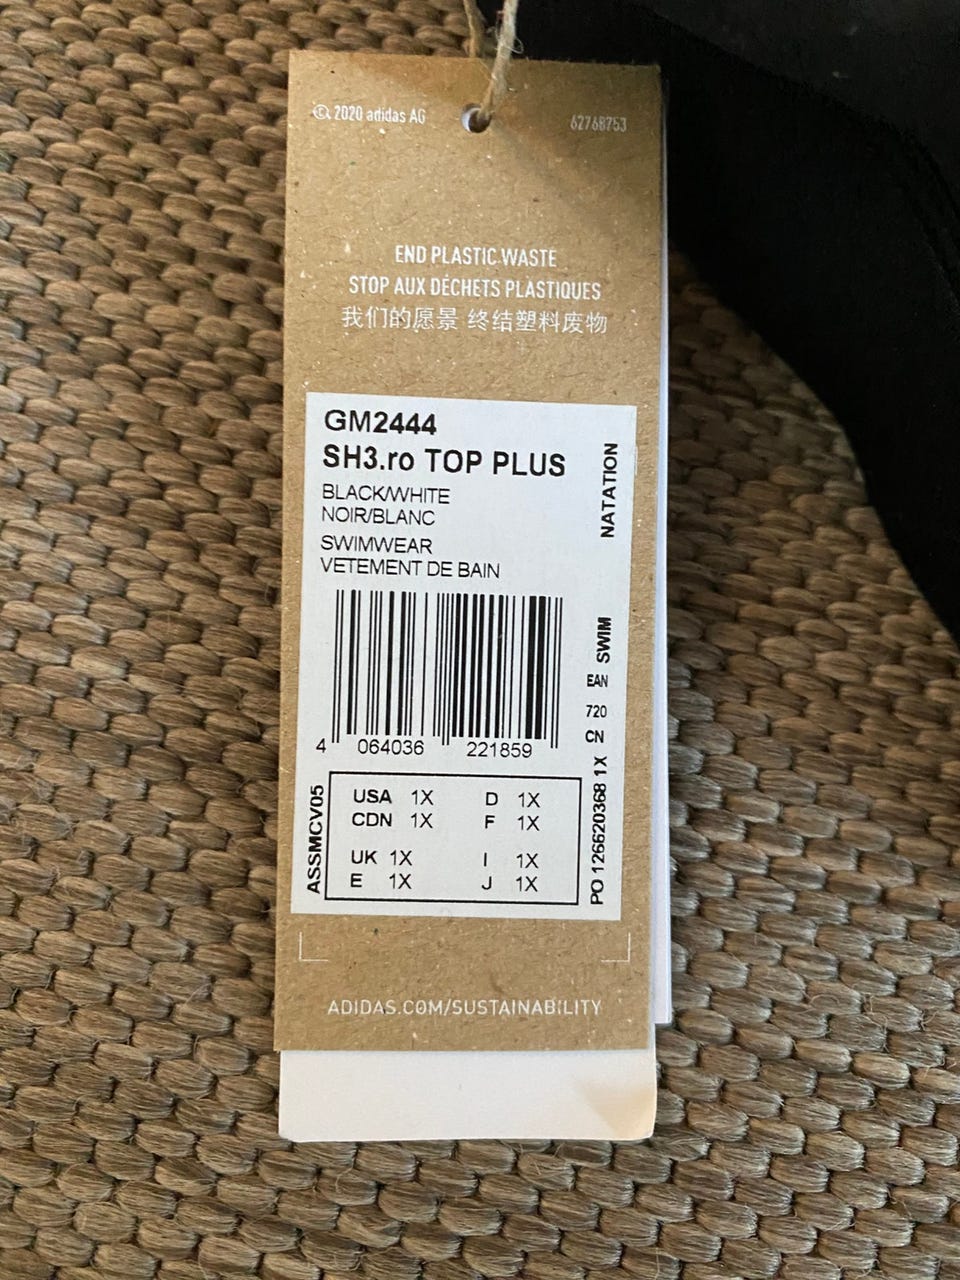 © 2020 adidas AG
62768753
END PLASTIC WASTE
STOP AUX DÉCHETS PLASTIQUES
我们的愿景 终结塑料废物
GM2444
SH3.ro TOP PLUS
BLACK/WHITE
NOIR/BLANC
SWIMWEAR
VETEMENT DE BAIN
NATATION
SWIM
EAN
720
CN
4 064036 221859
ASSMCV05
USA 1X D 1X
CDN 1X F 1X
UK 1X I 1X
E 1X J 1X
PO 126620368 1X
ADIDAS.COM/SUSTAINABILITY